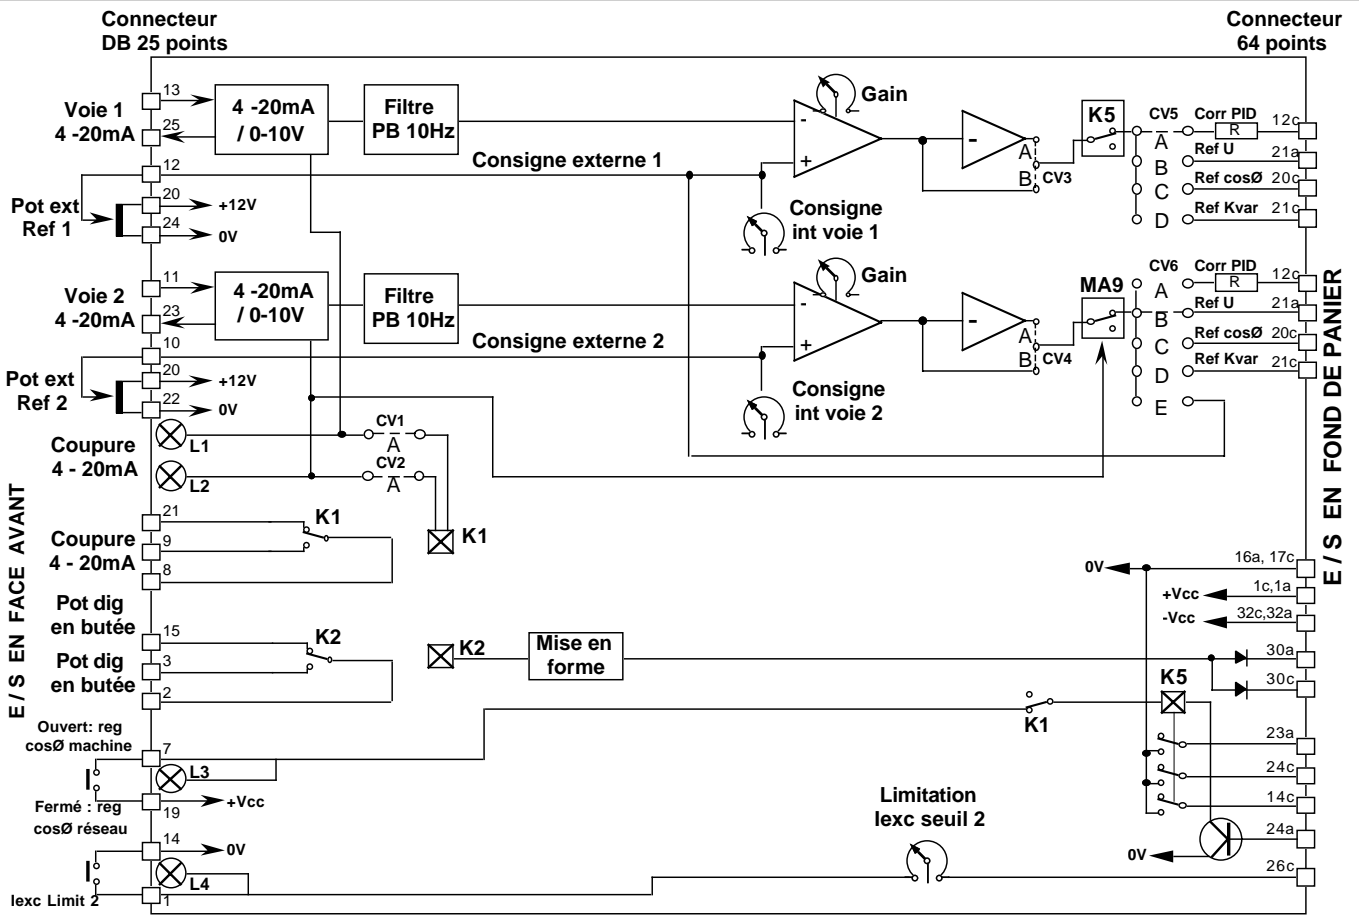 Connecteur
DB 25 points
Connecteur
64 points
Voie 1
4 -20mA
13
25
4 -20mA
/ 0-10V
Filtre
PB 10Hz
Gain
-
+
-
A
B
CV3
K5
CV5
Corr PID
R
12c
A
Ref U
21a
B
Ref cosØ
20c
C
Ref Kvar
21c
D
12
Consigne externe 1
Pot ext
Ref 1
20
+12V
24
0V
Consigne
int voie 1
Voie 2
4 -20mA
11
23
4 -20mA
/ 0-10V
Filtre
PB 10Hz
Gain
-
+
-
A
B
CV4
MA9
CV6
Corr PID
R
12c
A
Ref U
21a
B
Ref cosØ
20c
C
Ref Kvar
21c
D
E
10
Consigne externe 2
Pot ext
Ref 2
20
+12V
22
0V
Consigne
int voie 2
Coupure
4 - 20mA
L1
L2
CV1
A
CV2
A
K1
Coupure
4 - 20mA
21
9
8
K1
Pot dig
en butée
Pot dig
en butée
15
3
2
K2
K2
Mise en
forme
0V
16a, 17c
+Vcc
1c,1a
-Vcc
32c,32a
30a
30c
K5
K1
23a
24c
14c
24a
0V
26c
Ouvert: reg
cosØ machine
7
L3
+Vcc
19
Fermé : reg
cosØ réseau
14
0V
L4
Iexc Limit 2
1
Limitation
Iexc seuil 2
E / S EN FACE AVANT
E / S EN FOND DE PANIER